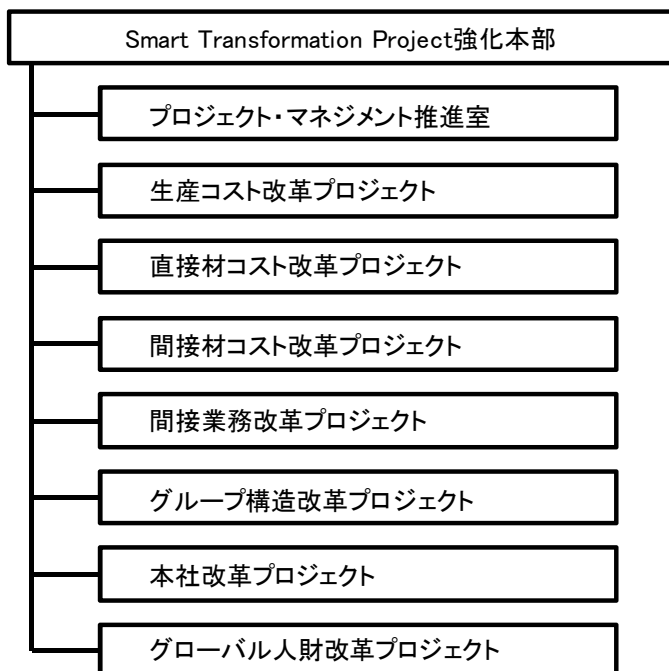 Smart Transformation Project強化本部
プロジェクト・マネジメント推進室
生産コスト改革プロジェクト
直接材コスト改革プロジェクト
間接材コスト改革プロジェクト
間接業務改革プロジェクト
グループ構造改革プロジェクト
本社改革プロジェクト
グローバル人財改革プロジェクト